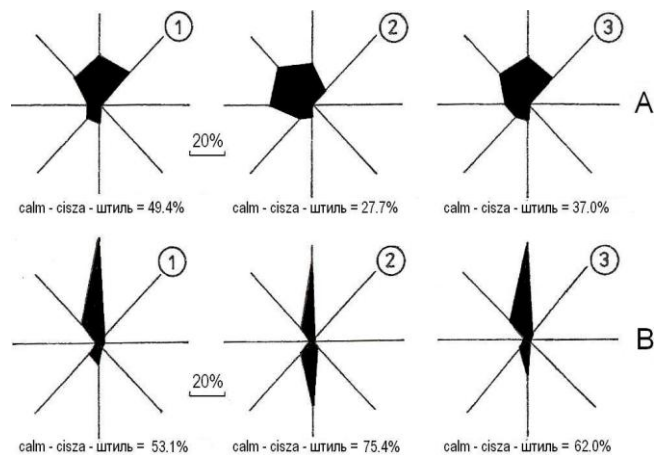 1 2 3
A
20%
calm - cisza - штиль = 49.4% calm - cisza - штиль = 27.7% calm - cisza - штиль = 37.0%
1 2 3
B
20%
calm - cisza - штиль = 53.1% calm - cisza - штиль = 75.4% calm - cisza - штиль = 62.0%